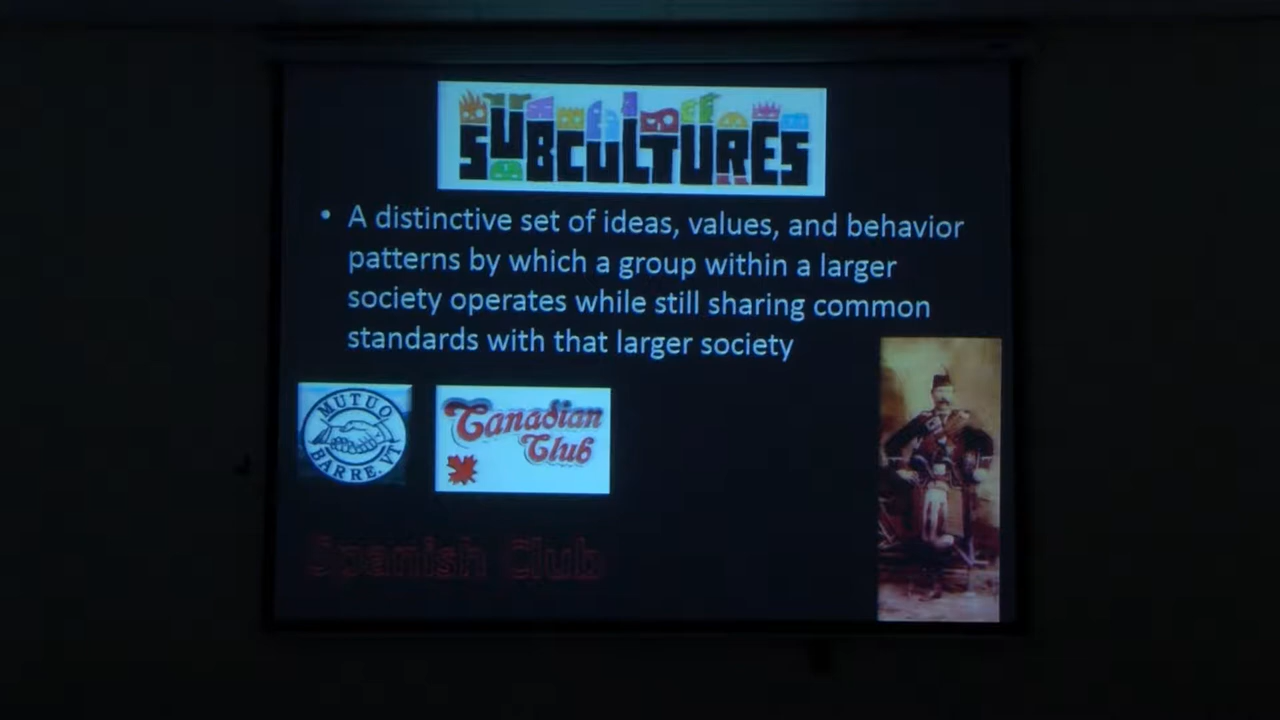 SUBCULTURES
• A distinctive set of ideas, values, and behavior
patterns by which a group within a larger
society operates while still sharing common
standards with that larger society
MUTUO
BARRE, VT
Canadian
Club
Spanish Club